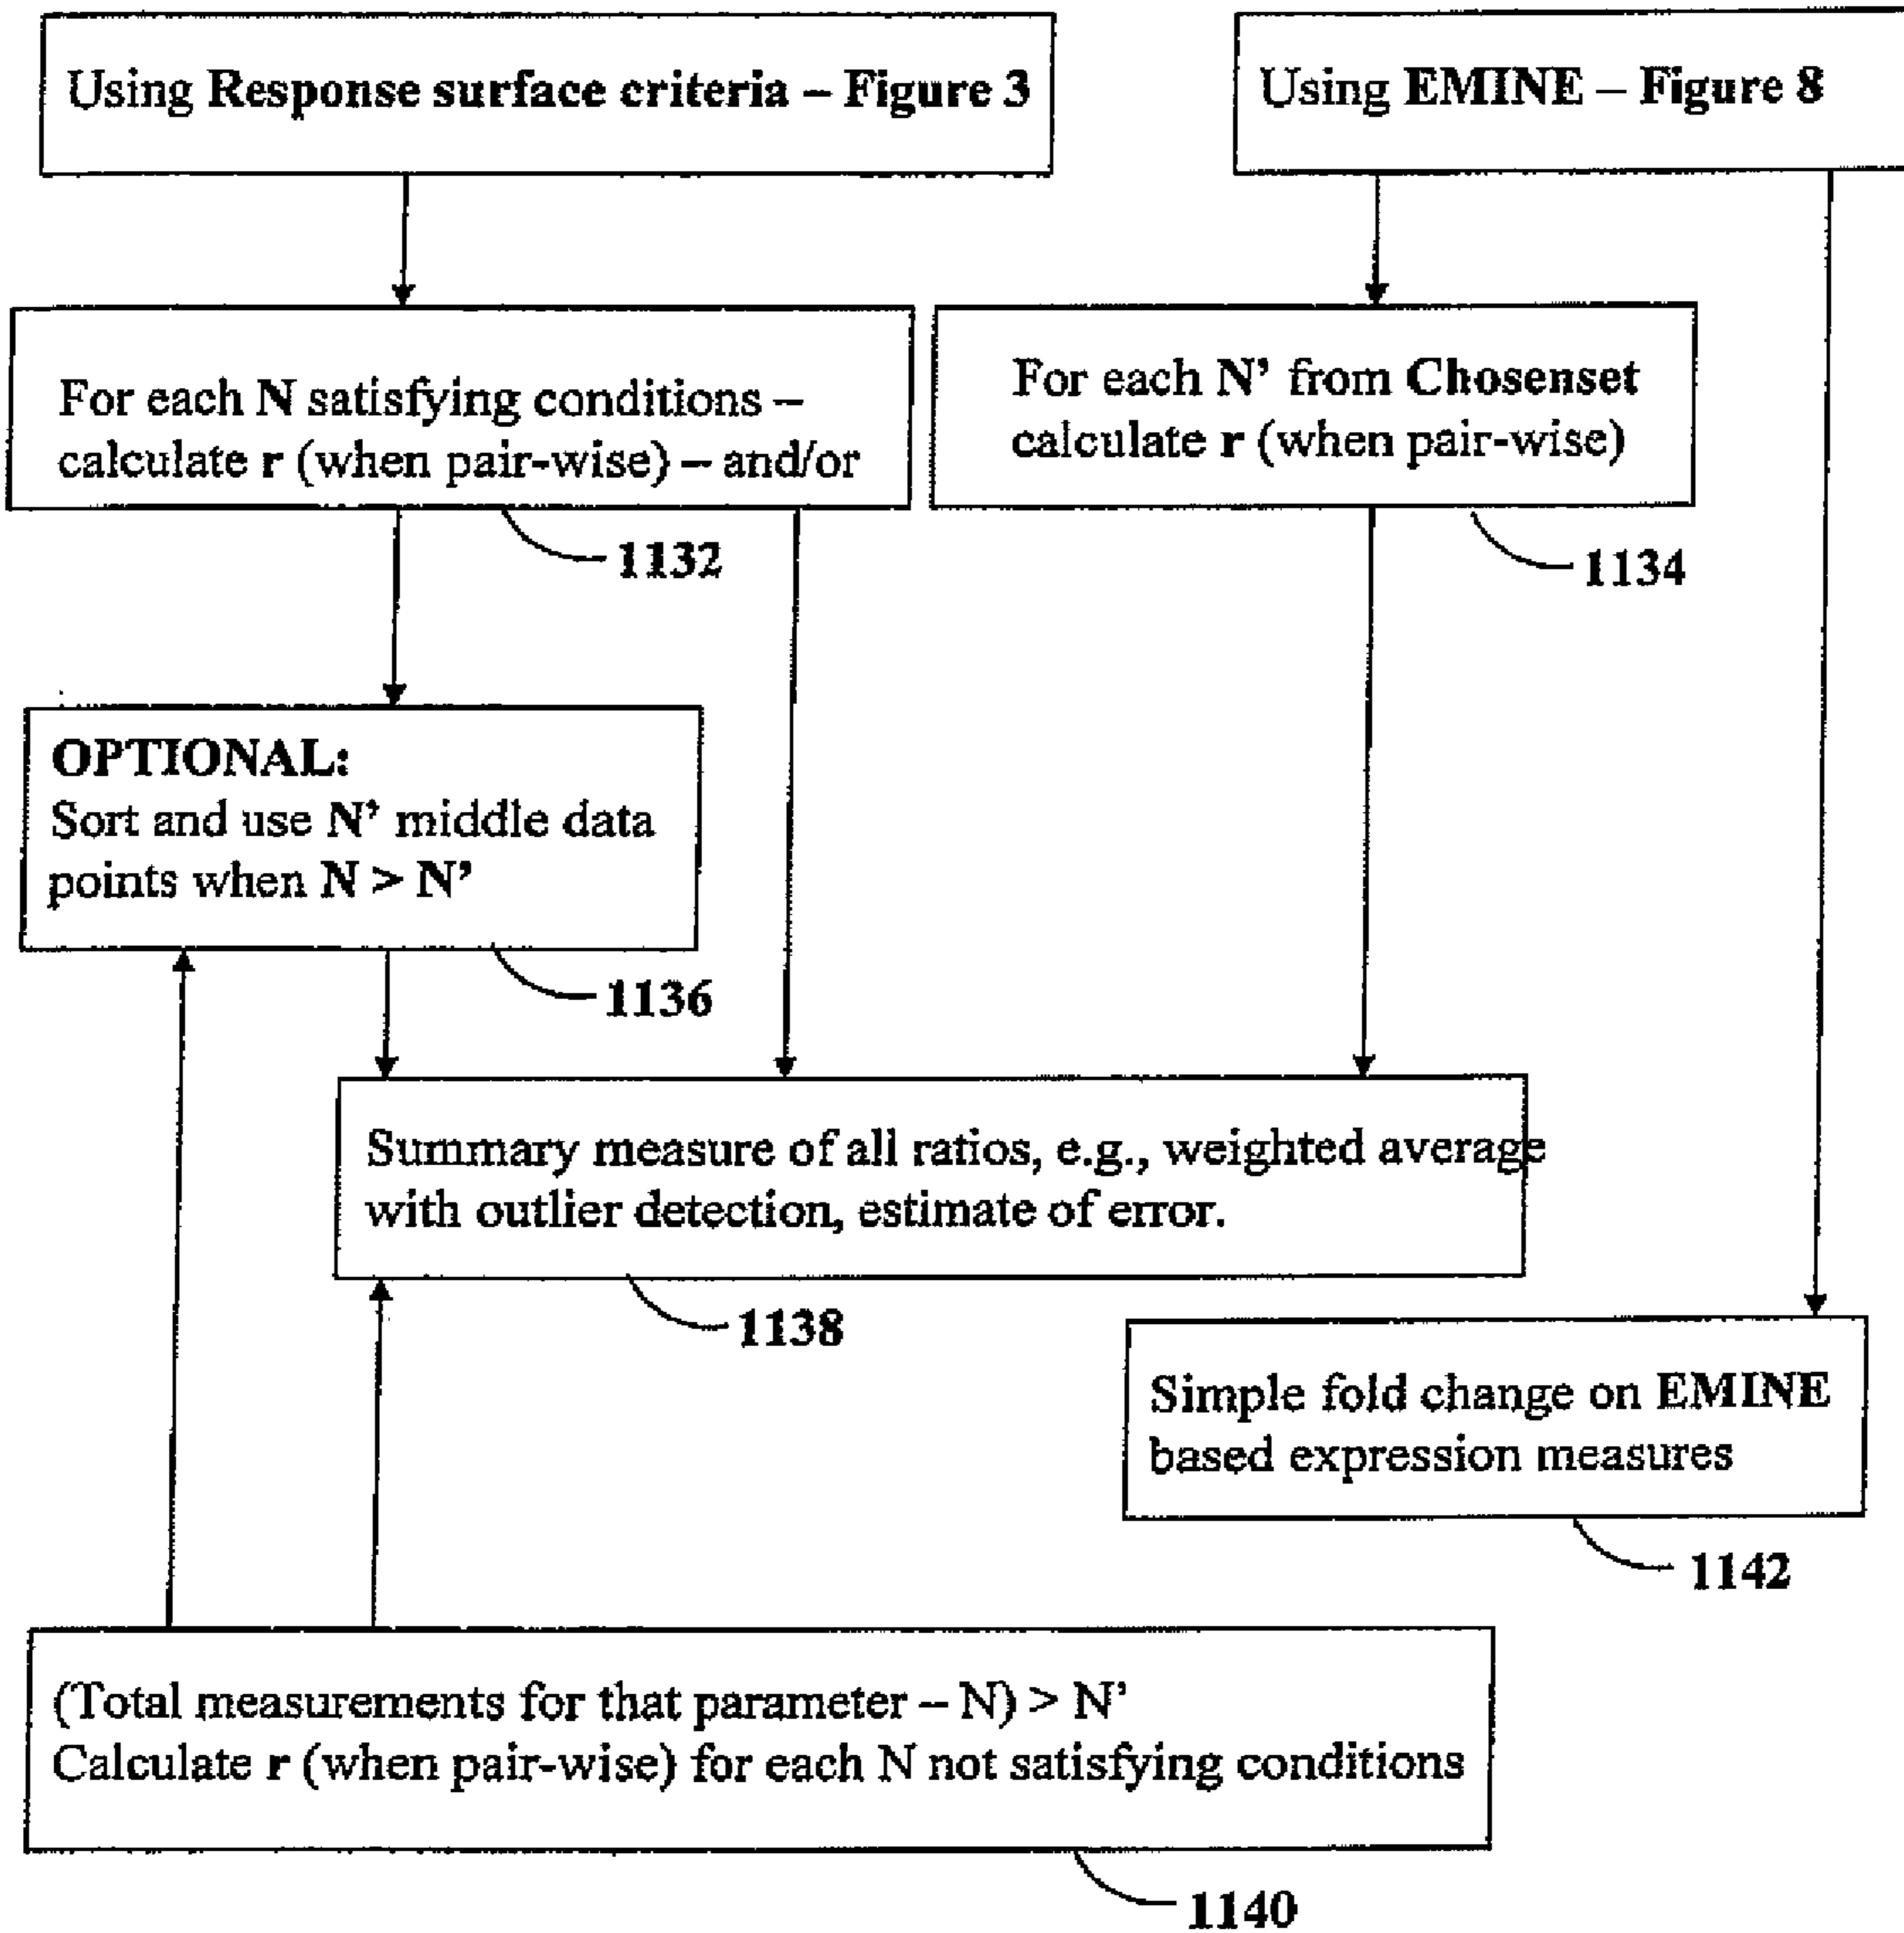 Using Response surface criteria – Figure 3
Using EMINE – Figure 8
For each N satisfying conditions –
calculate r (when pair-wise) – and/or
1132
For each N’ from Chosenset
calculate r (when pair-wise)
1134
OPTIONAL:
Sort and use N’ middle data
points when N > N’
1136
Summary measure of all ratios, e.g., weighted average
with outlier detection, estimate of error.
1138
Simple fold change on EMINE
based expression measures
1142
(Total measurements for that parameter – N) > N’
Calculate r (when pair-wise) for each N not satisfying conditions
1140